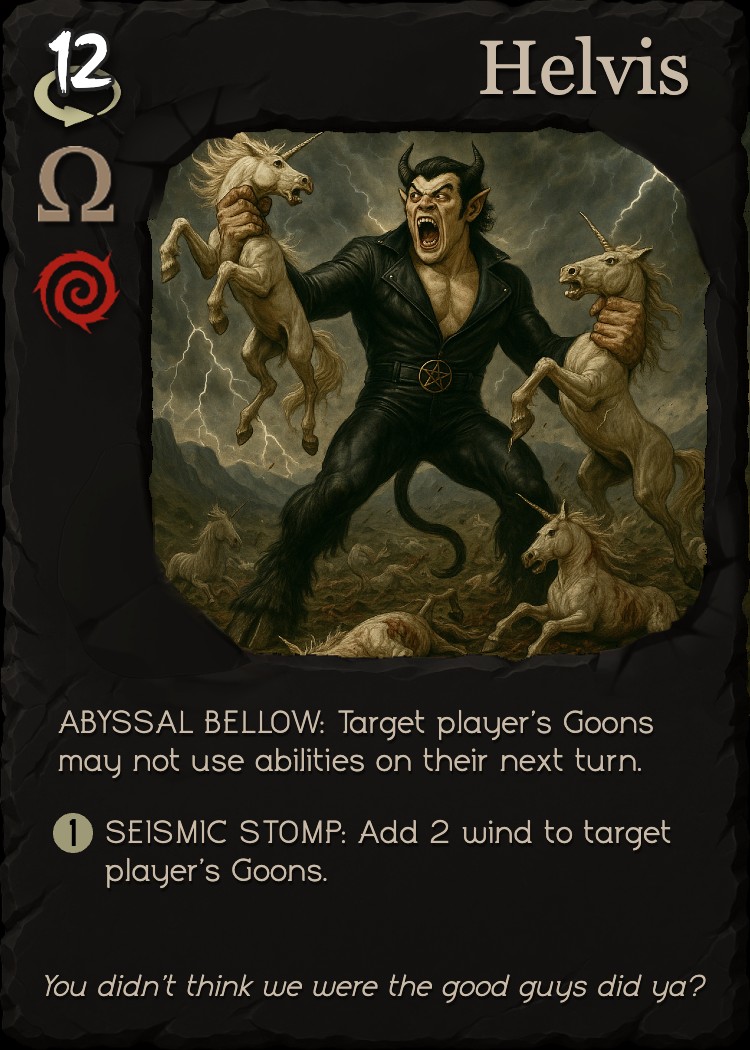 12
Helvis
Ω
ABYSSAL BELLOW: Target player's Goons
may not use abilities on their next turn.
1 SEISMIC STOMP: Add 2 wind to target
player's Goons.
You didn't think we were the good guys did ya?